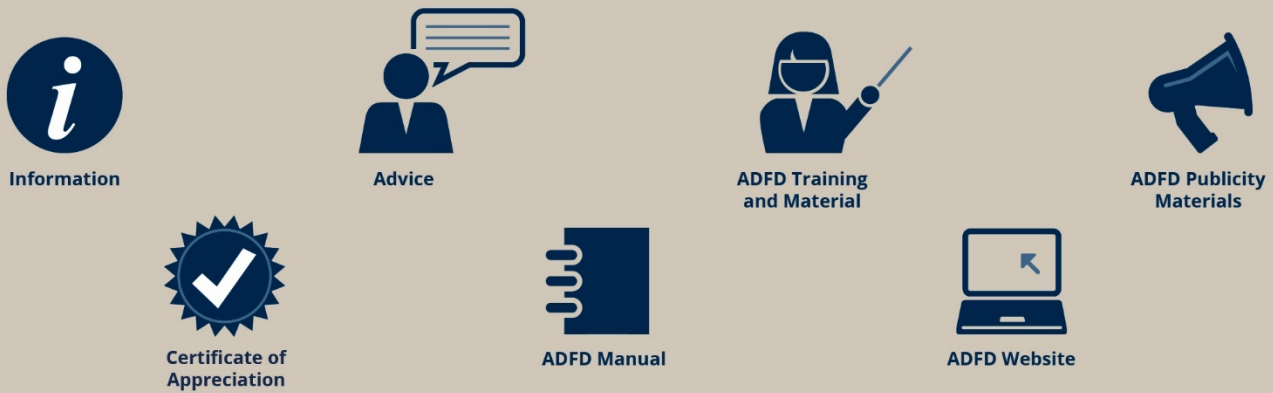 Information
Advice
ADFD Training
and Material
ADFD Publicity
Materials
Certificate of
Appreciation
ADFD Manual
ADFD Website